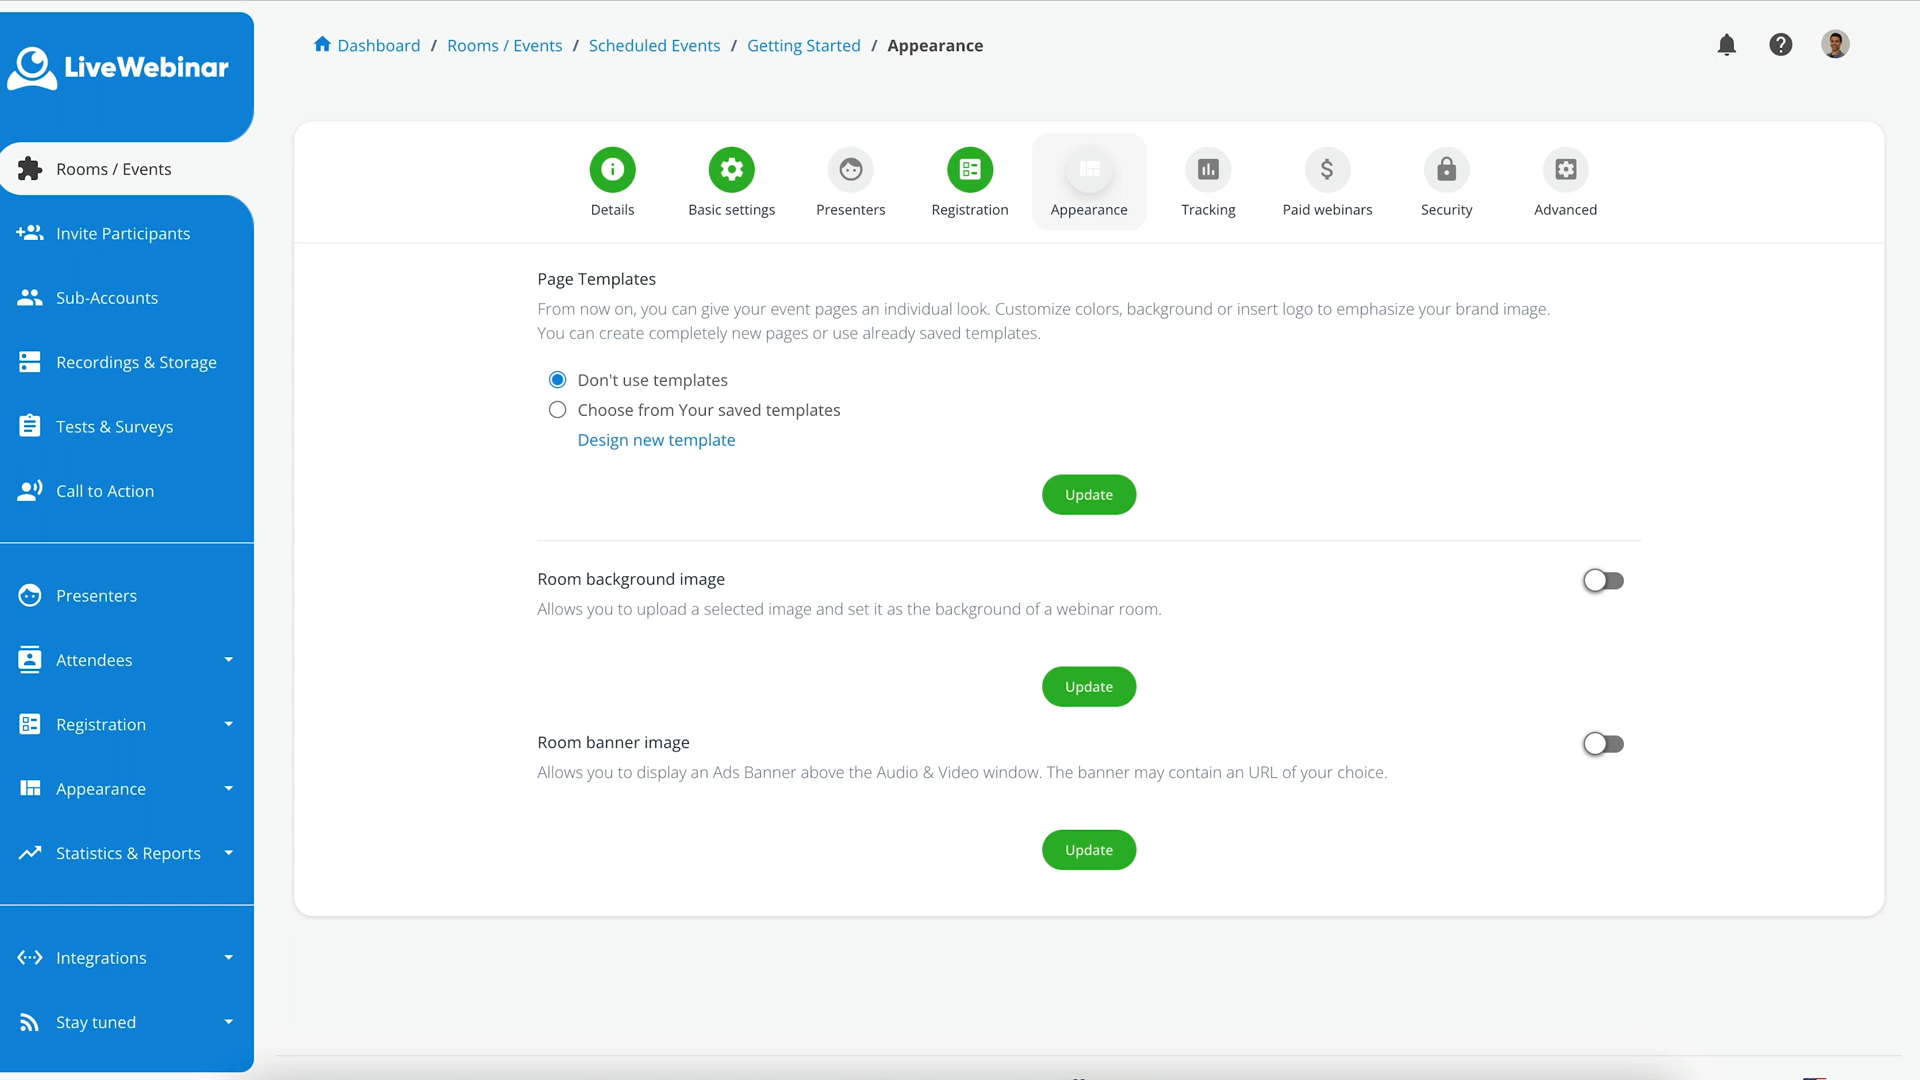 LiveWebinar
Dashboard / Rooms / Events / Scheduled Events / Getting Started / Appearance
Rooms / Events
Invite Participants
Sub-Accounts
Recordings & Storage
Tests & Surveys
Call to Action
Presenters
Attendees
Registration
Appearance
Statistics & Reports
Integrations
Stay tuned
Details
Basic settings
Presenters
Registration
Appearance
Tracking
Paid webinars
Security
Advanced
Page Templates
From now on, you can give your event pages an individual look. Customize colors, background or insert logo to emphasize your brand image.
You can create completely new pages or use already saved templates.
Don't use templates
Choose from Your saved templates
Design new template
Update
Room background image
Allows you to upload a selected image and set it as the background of a webinar room.
Update
Room banner image
Allows you to display an Ads Banner above the Audio & Video window. The banner may contain an URL of your choice.
Update